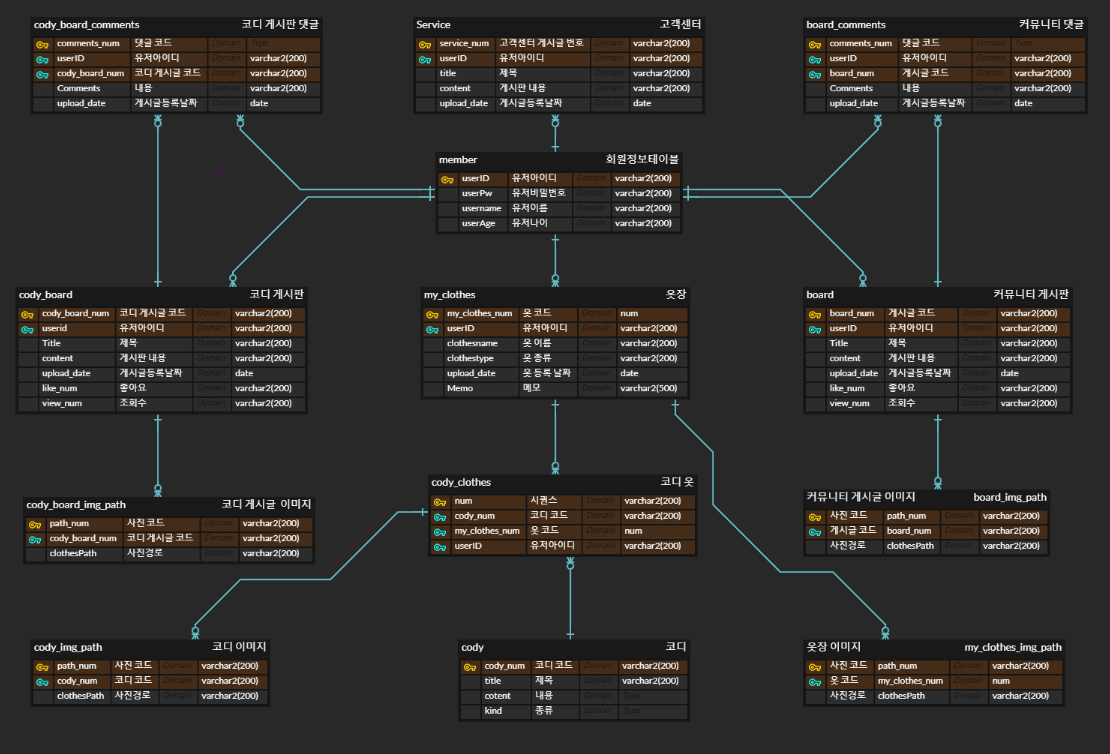 cody_board_comments 코디 게시판 댓글
comments_num 댓글 코드 Domain Type
userID 유저아이디 Domain varchar2(200)
cody_board_num 코디 게시글 코드 Domain varchar2(200)
Comments 내용 Domain varchar2(200)
upload_date 게시글등록날짜 Domain date
Service 고객센터
service_num 고객센터 게시글 번호 Domain varchar2(200)
userID 유저아이디 Domain varchar2(200)
title 제목 Domain varchar2(200)
content 게시판 내용 Domain varchar2(200)
upload_date 게시글등록날짜 Domain date
board_comments 커뮤니티 댓글
comments_num 댓글 코드 Domain Type
userID 유저아이디 Domain varchar2(200)
board_num 게시글 코드 Domain varchar2(200)
Comments 내용 Domain varchar2(200)
upload_date 게시글등록날짜 Domain date
member 회원정보테이블
userID 유저아이디 Domain varchar2(200)
userPw 유저비밀번호 Domain varchar2(200)
username 유저이름 Domain varchar2(200)
userAge 유저나이 Domain varchar2(200)
cody_board 코디 게시판
cody_board_num 코디 게시글 코드 Domain varchar2(200)
userid 유저아이디 Domain varchar2(200)
Title 제목 Domain varchar2(200)
content 게시판 내용 Domain varchar2(200)
upload_date 게시글등록날짜 Domain date
like_num 좋아요 Domain varchar2(200)
view_num 조회수 Domain varchar2(200)
my_clothes 옷장
my_clothes_num 옷 코드 Domain num
userID 유저아이디 Domain varchar2(200)
clothesname 옷 이름 Domain varchar2(200)
clothestype 옷 종류 Domain varchar2(200)
upload_date 옷 등록 날짜 Domain date
Memo 메모 Domain varchar2(500)
board 커뮤니티 게시판
board_num 게시글 코드 Domain varchar2(200)
userID 유저아이디 Domain varchar2(200)
Title 제목 Domain varchar2(200)
content 게시판 내용 Domain varchar2(200)
upload_date 게시글등록날짜 Domain date
like_num 좋아요 Domain varchar2(200)
view_num 조회수 Domain varchar2(200)
cody_board_img_path 코디 게시글 이미지
path_num 사진 코드 Domain varchar2(200)
cody_board_num 코디 게시글 코드 Domain varchar2(200)
clothesPath 사진경로 Domain varchar2(200)
cody_clothes 코디 옷
num 시퀀스 Domain varchar2(200)
cody_num 코디 코드 Domain varchar2(200)
my_clothes_num 옷 코드 Domain num
userID 유저아이디 Domain varchar2(200)
커뮤니티 게시글 이미지 board_img_path
사진 코드 path_num Domain varchar2(200)
게시글 코드 board_num Domain varchar2(200)
사진경로 clothesPath Domain varchar2(200)
cody_img_path 코디 이미지
path_num 사진 코드 Domain varchar2(200)
cody_num 코디 코드 Domain varchar2(200)
clothesPath 사진경로 Domain varchar2(200)
cody 코디
cody_num 코디 코드 Domain varchar2(200)
title 제목 Domain varchar2(200)
cotent 내용 Domain Type
kind 종류 Domain Type
옷장 이미지 my_clothes_img_path
사진 코드 path_num Domain varchar2(200)
옷 코드 my_clothes_num Domain num
사진경로 clothesPath Domain varchar2(200)